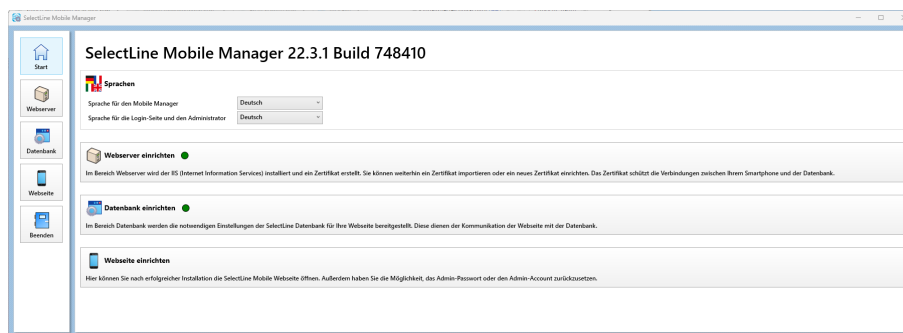 SelectLine Mobile Manager
Start
Webserver
Datenbank
Webseite
Beenden
SelectLine Mobile Manager 22.3.1 Build 748410
Sprachen
Sprache für den Mobile Manager Deutsch
Sprache für die Login-Seite und den Administrator Deutsch
Webserver einrichten
Im Bereich Webserver wird der IIS (Internet Information Services) installiert und ein Zertifikat erstellt. Sie können weiterhin ein Zertifikat importieren oder ein neues Zertifikat einrichten. Das Zertifikat schützt die Verbindungen zwischen Ihrem Smartphone und der Datenbank.
Datenbank einrichten
Im Bereich Datenbank werden die notwendigen Einstellungen der SelectLine Datenbank für Ihre Webseite bereitgestellt. Diese dienen der Kommunikation der Webseite mit der Datenbank.
Webseite einrichten
Hier können Sie nach erfolgreicher Installation die SelectLine Mobile Webseite öffnen. Außerdem haben Sie die Möglichkeit, das Admin-Passwort oder den Admin-Account zurückzusetzen.